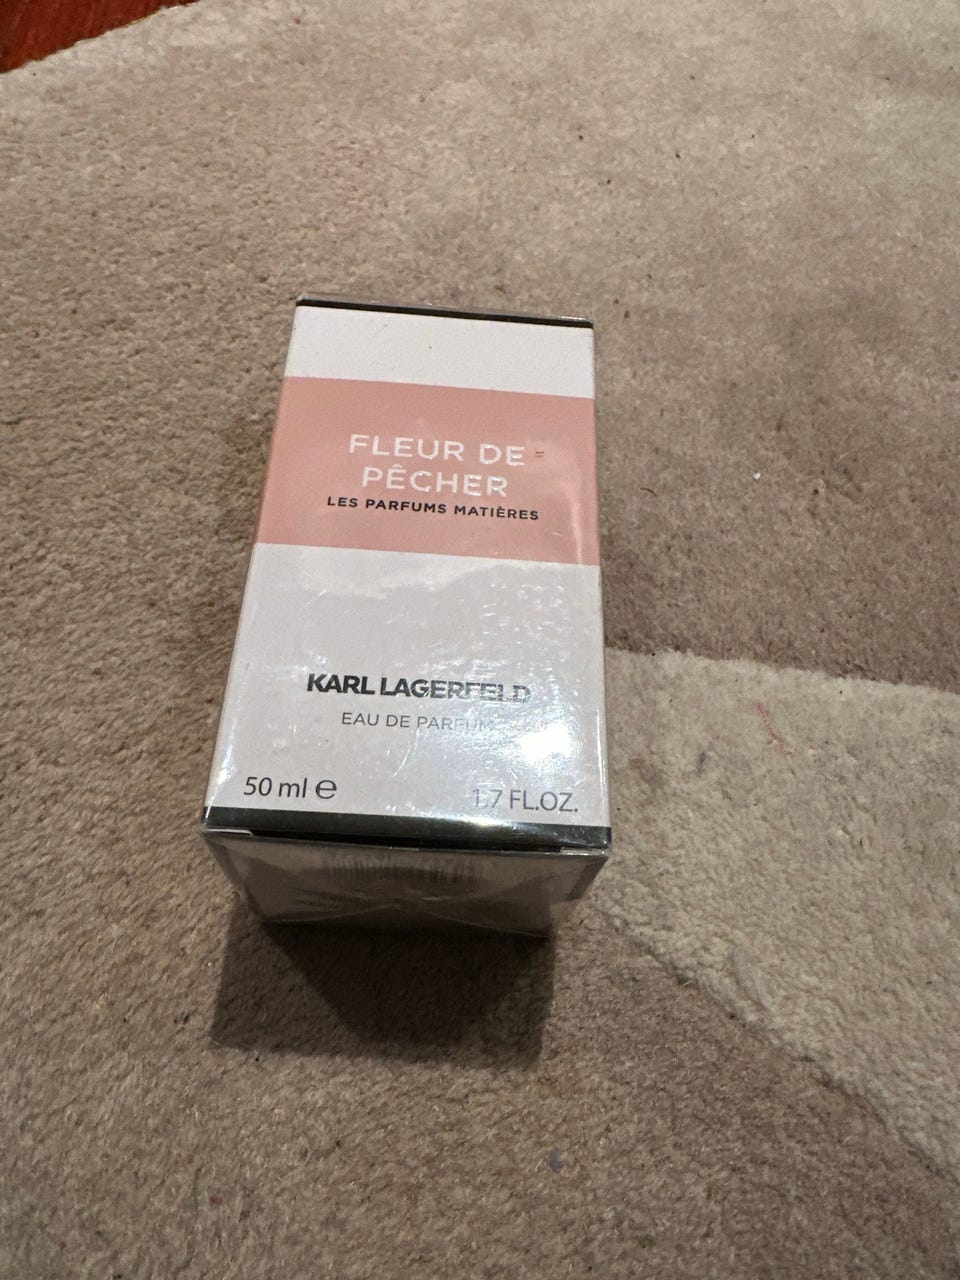 FLEUR DE
PÊCHER
LES PARFUMS MATIÈRES
KARL LAGERFELD
EAU DE PARFUM
50 ml ℮
1.7 FL.OZ.